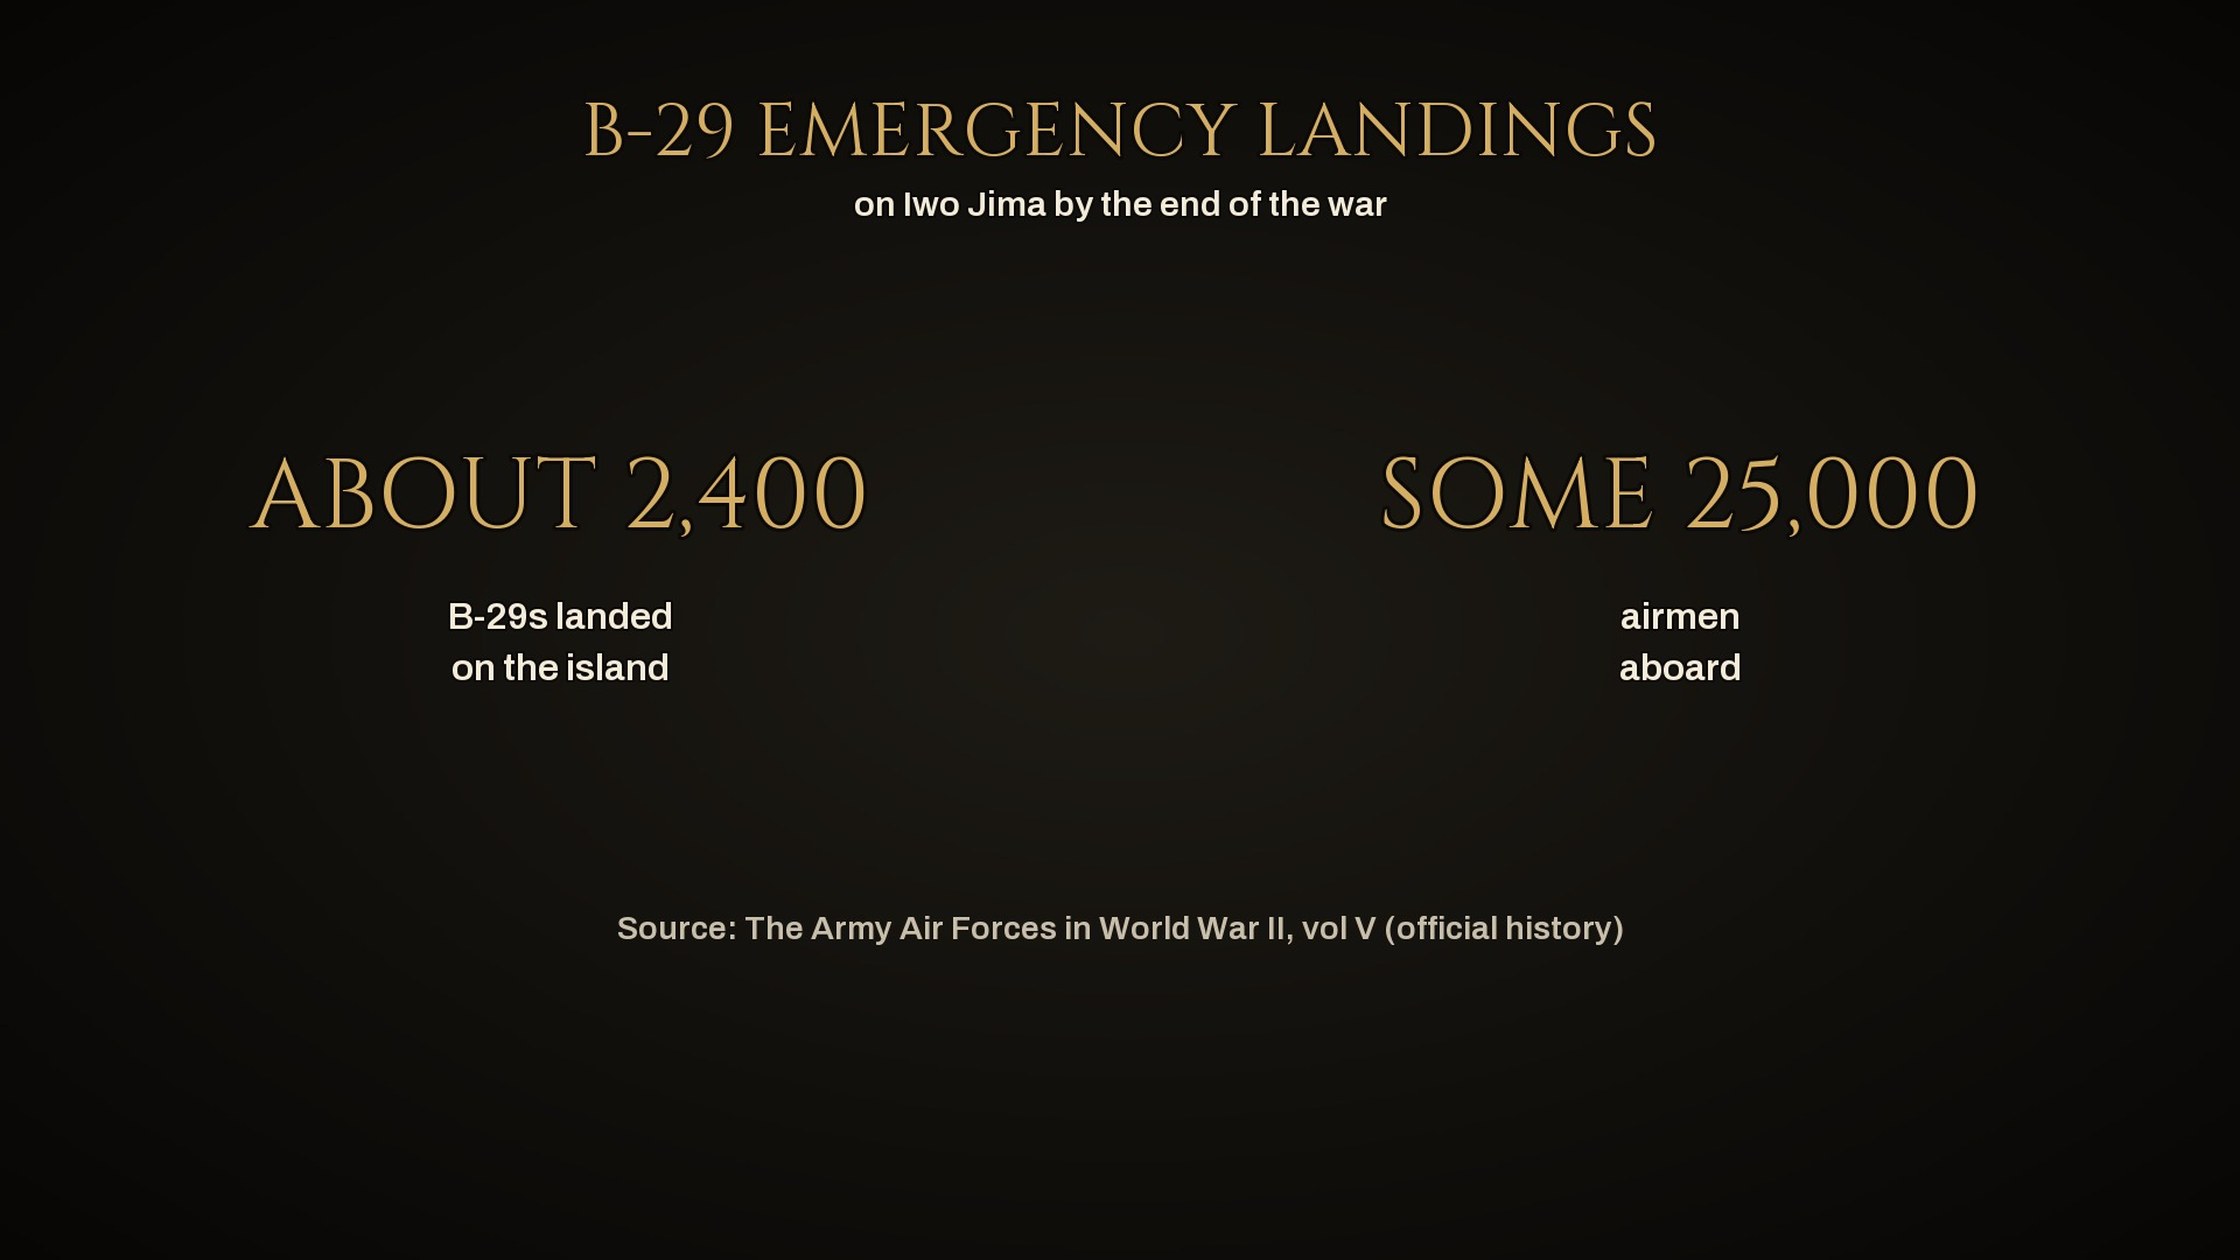 B-29 EMERGENCY LANDINGS
on Iwo Jima by the end of the war
ABOUT 2,400
B-29s landed
on the island
SOME 25,000
airmen
aboard
Source: The Army Air Forces in World War II, vol V (official history)